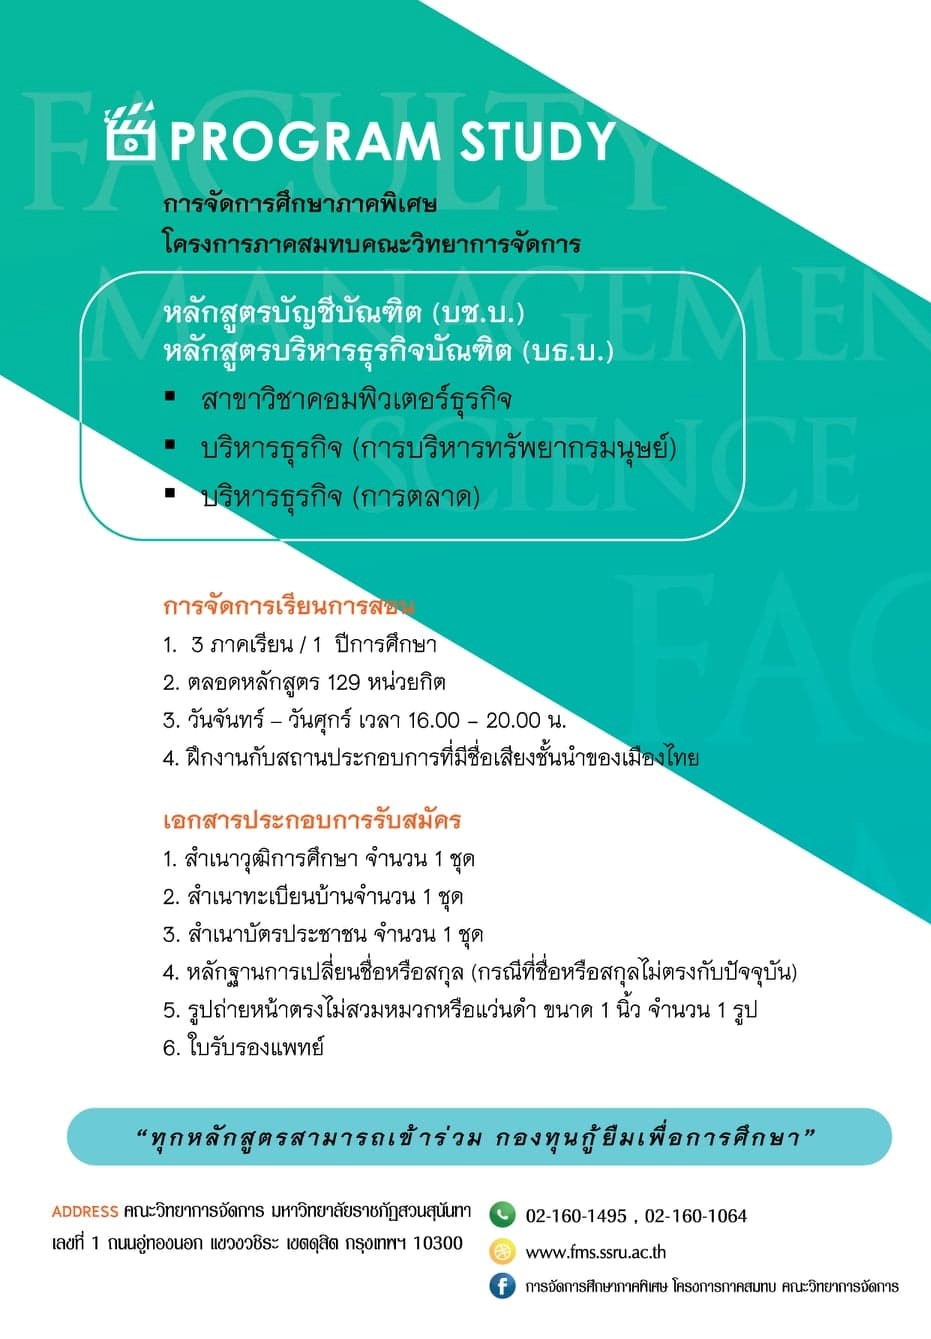 PROGRAM STUDY
การจัดการศึกษาภาคพิเศษ
โครงการภาคสมทบคณะวิทยาการจัดการ
หลักสูตรบัญชีบัณฑิต (บช.บ.)
หลักสูตรบริหารธุรกิจบัณฑิต (บธ.บ.)
▪ สาขาวิชาคอมพิวเตอร์ธุรกิจ
▪ บริหารธุรกิจ (การบริหารทรัพยากรมนุษย์)
▪ บริหารธุรกิจ (การตลาด)
FACULTY
MANAGEMEN
SCIENCE
FAC
การจัดการเรียนการสอน
1. 3 ภาคเรียน / 1 ปีการศึกษา
2. ตลอดหลักสูตร 129 หน่วยกิต
3. วันจันทร์ – วันศุกร์ เวลา 16.00 – 20.00 น.
4. ฝึกงานกับสถานประกอบการที่มีชื่อเสียงชั้นนำของเมืองไทย
เอกสารประกอบการรับสมัคร
1. สำเนาวุฒิการศึกษา จำนวน 1 ชุด
2. สำเนาทะเบียนบ้านจำนวน 1 ชุด
3. สำเนาบัตรประชาชน จำนวน 1 ชุด
4. หลักฐานการเปลี่ยนชื่อหรือสกุล (กรณีที่ชื่อหรือสกุลไม่ตรงกับปัจจุบัน)
5. รูปถ่ายหน้าตรงไม่สวมหมวกหรือแว่นดำ ขนาด 1 นิ้ว จำนวน 1 รูป
6. ใบรับรองแพทย์
“ทุกหลักสูตรสามารถเข้าร่วม กองทุนกู้ยืมเพื่อการศึกษา”
ADDRESS คณะวิทยาการจัดการ มหาวิทยาลัยราชภัฏสวนสุนันทา
เลขที่ 1 ถนนอู่ทองนอก แขวงวชิระ เขตดุสิต กรุงเทพฯ 10300
02-160-1495 , 02-160-1064
www.fms.ssru.ac.th
การจัดการศึกษาภาคพิเศษ โครงการภาคสมทบ คณะวิทยาการจัดการ